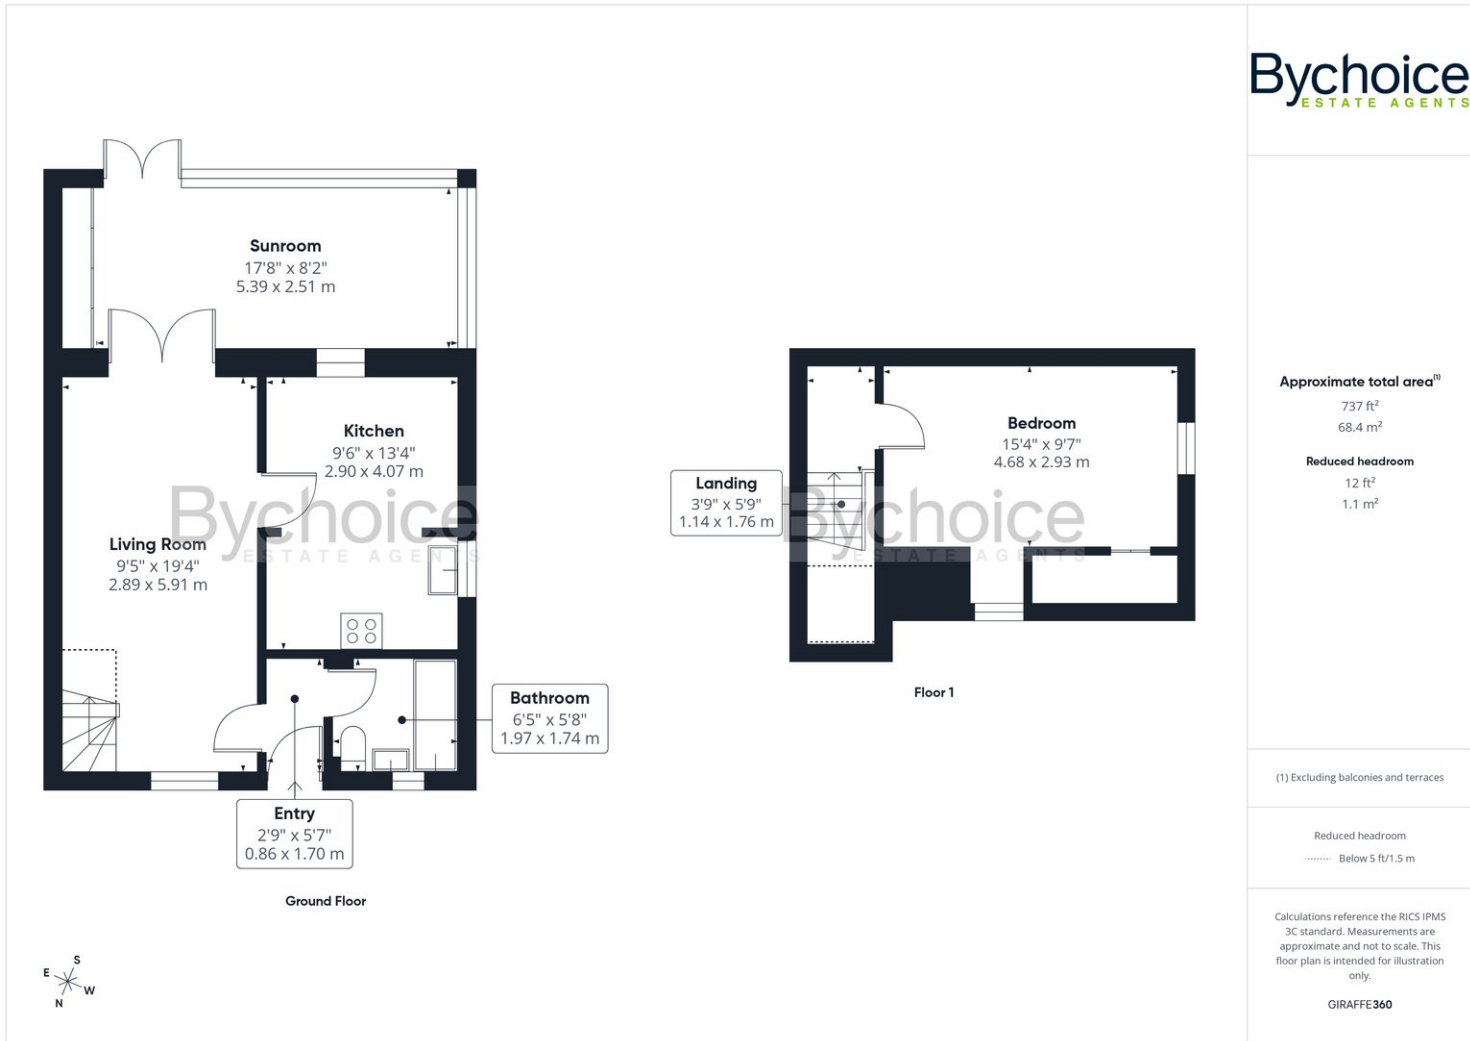 Bychoice
ESTATE AGENTS
Sunroom
17'8" x 8'2"
5.39 x 2.51 m
Kitchen
9'6" x 13'4"
2.90 x 4.07 m
Living Room
9'5" x 19'4"
2.89 x 5.91 m
Bychoice
ESTATE AGENTS
Bathroom
6'5" x 5'8"
1.97 x 1.74 m
Entry
2'9" x 5'7"
0.86 x 1.70 m
Ground Floor
Bedroom
15'4" x 9'7"
4.68 x 2.93 m
Landing
3'9" x 5'9"
1.14 x 1.76 m
Bychoice
ESTATE AGENTS
Floor 1
S
E
W
N
Approximate total area(1)
737 ft²
68.4 m²
Reduced headroom
12 ft²
1.1 m²
(1) Excluding balconies and terraces
Reduced headroom
Below 5 ft/1.5 m
Calculations reference the RICS IPMS
3C standard. Measurements are
approximate and not to scale. This
floor plan is intended for illustration
only.
GIRAFFE360